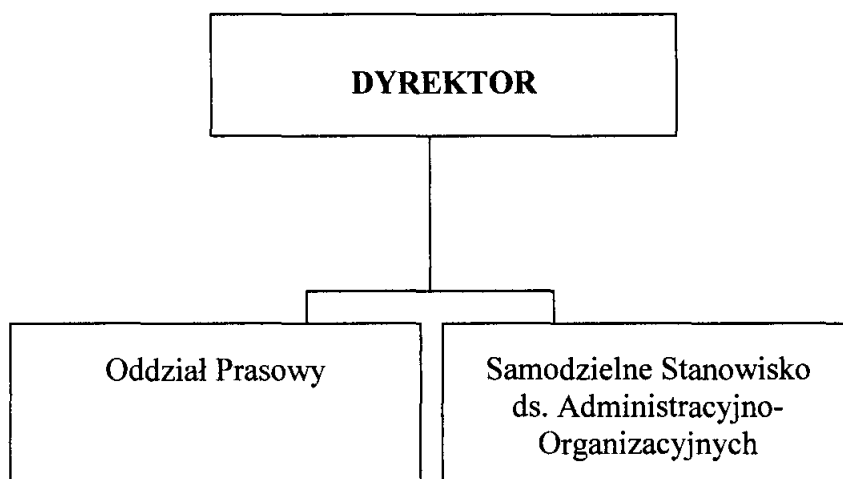 DYREKTOR
Oddział Prasowy
Samodzielne Stanowisko
ds. Administracyjno-
Organizacyjnych